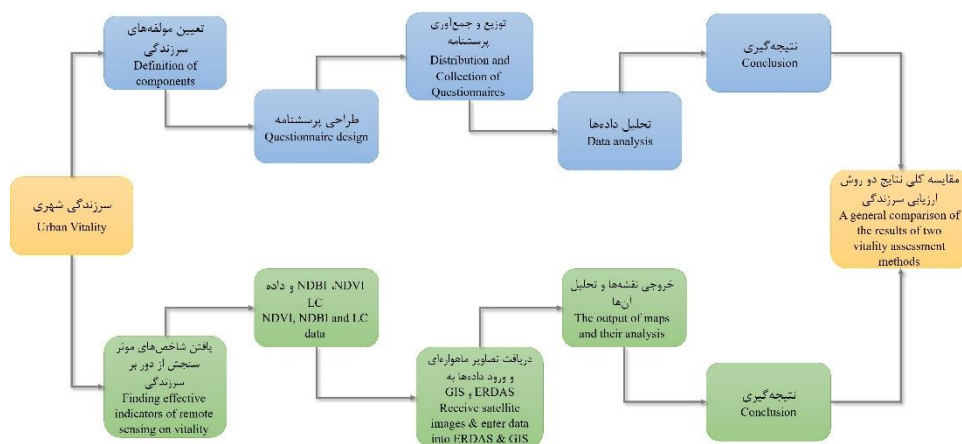 تعیین مولفه‌های
سرزندگی
Definition of
components
طراحی پرسشنامه
Questionnaire design
توزیع و جمع‌آوری
پرسشنامه
Distribution and
Collection of
Questionnaires
تحلیل داده‌ها
Data analysis
نتیجه‌گیری
Conclusion
سرزندگی شهری
Urban Vitality
مقایسه کلی نتایج دو روش
ارزیابی سرزندگی
A general comparison of
the results of two
vitality assessment
methods
یافتن شاخص‌های موثر
سنجش از دور بر
سرزندگی
Finding effective
indicators of remote
sensing on vitality
NDVI، NDBI و داده
LC
NDVI, NDBI and LC
data
دریافت تصاویر ماهواره‌ای
و ورود داده‌ها به
ERDAS و GIS
Receive satellite
images & enter data
into ERDAS & GIS
خروجی نقشه‌ها و تحلیل
آن‌ها
The output of maps
and their analysis
نتیجه‌گیری
Conclusion